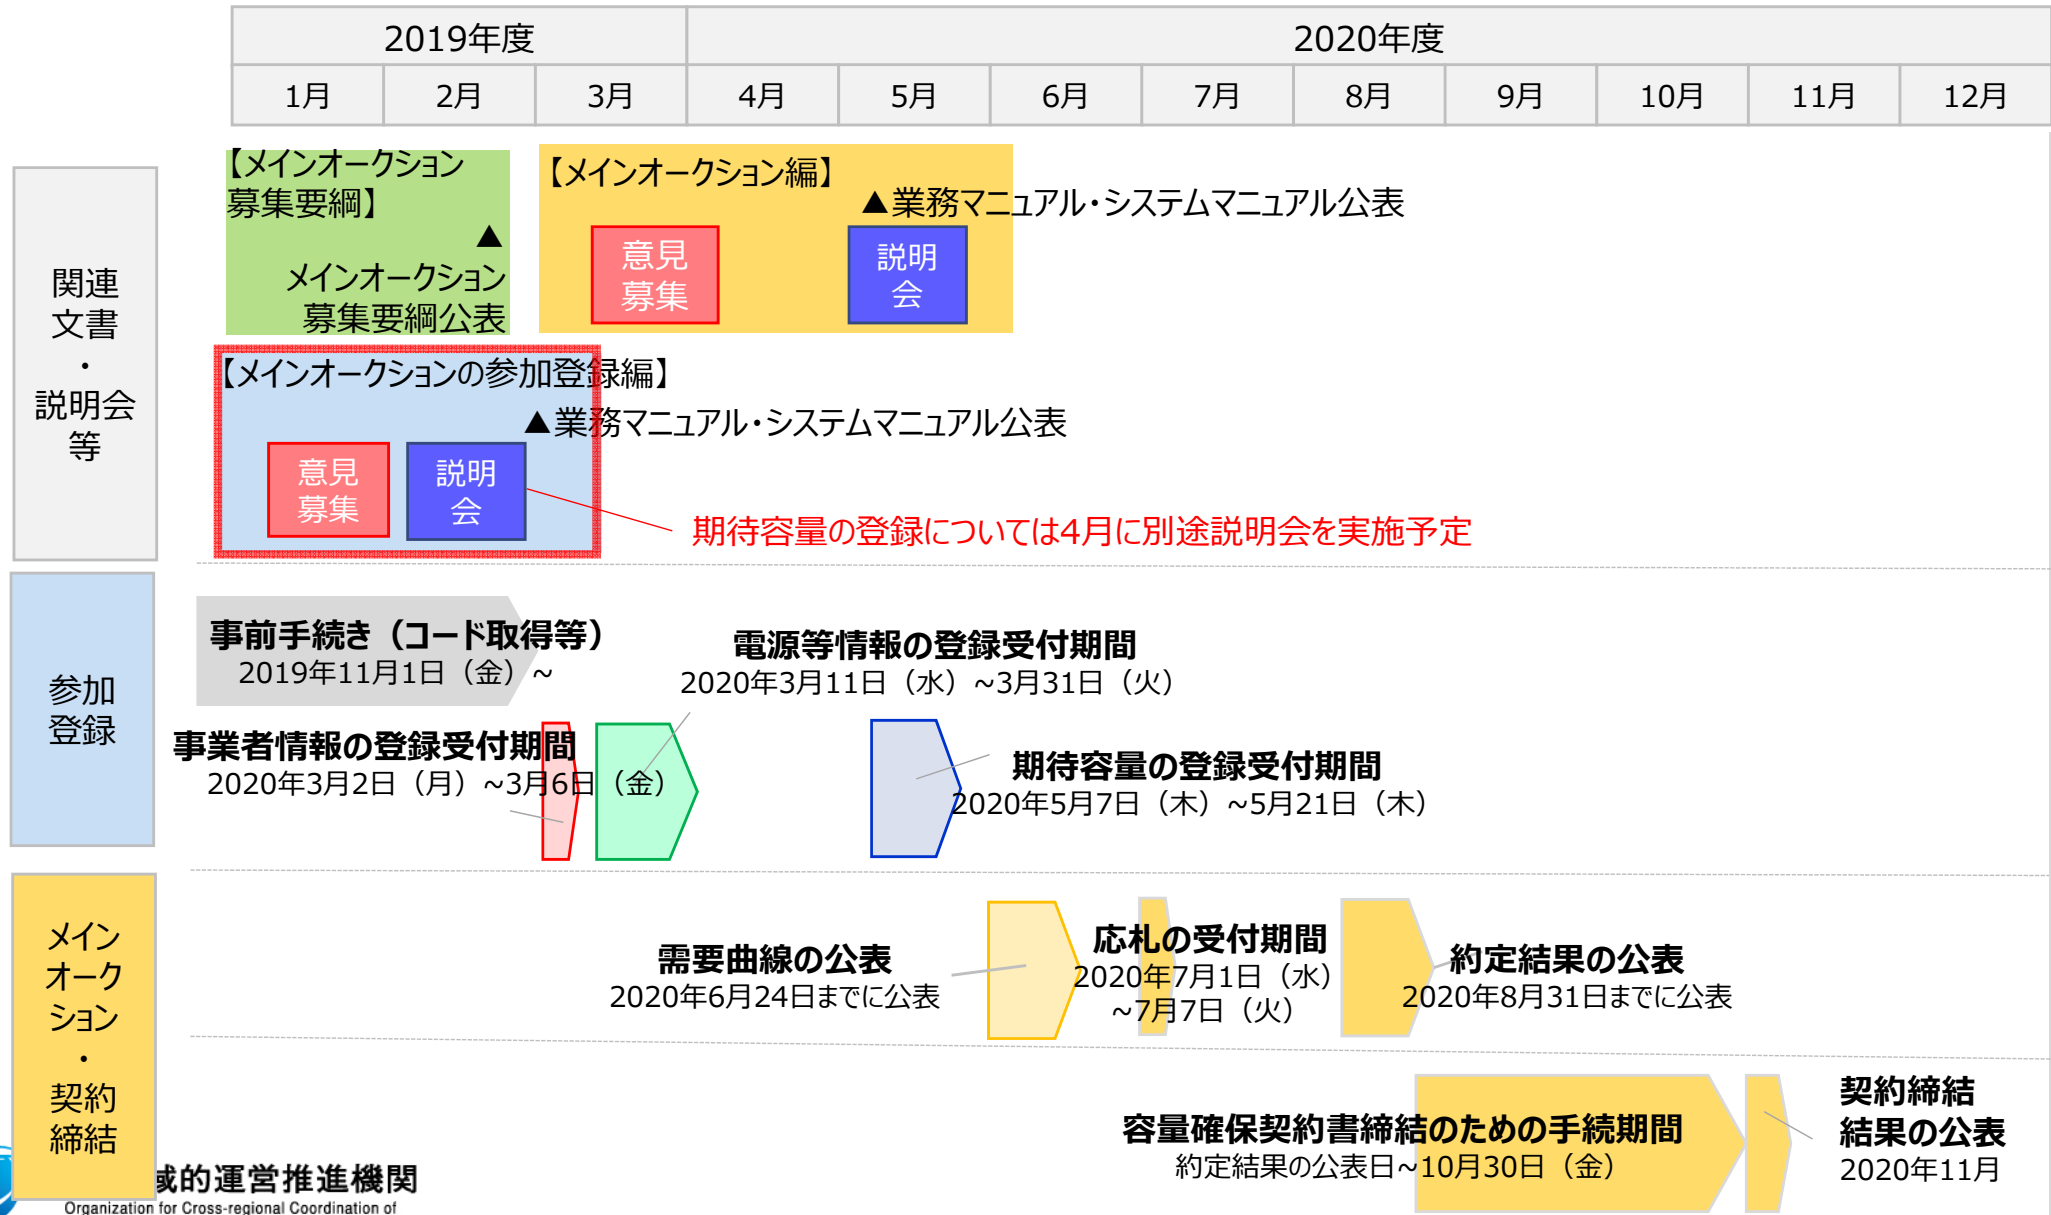 2019年度
2020年度
1月
2月
3月
4月
5月
6月
7月
8月
9月
10月
11月
12月
関連
文書
・
説明会
等
【メインオークション
募集要綱】
▲
メインオークション
募集要綱公表
【メインオークション編】
▲業務マニュアル・システムマニュアル公表
意見
募集
説明
会
【メインオークションの参加登録編】
▲業務マニュアル・システムマニュアル公表
意見
募集
説明
会
期待容量の登録については4月に別途説明会を実施予定
参加
登録
事前手続き（コード取得等）
2019年11月1日（金）~
電源等情報の登録受付期間
2020年3月11日（水）~3月31日（火）
事業者情報の登録受付期間
2020年3月2日（月）~3月6日（金）
期待容量の登録受付期間
2020年5月7日（木）~5月21日（木）
メイン
オーク
ション
・
契約
締結
需要曲線の公表
2020年6月24日までに公表
応札の受付期間
2020年7月1日（水）
~7月7日（火）
約定結果の公表
2020年8月31日までに公表
容量確保契約書締結のための手続期間
約定結果の公表日~10月30日（金）
契約締結
結果の公表
2020年11月
域的運営推進機関
Organization for Cross-regional Coordination of